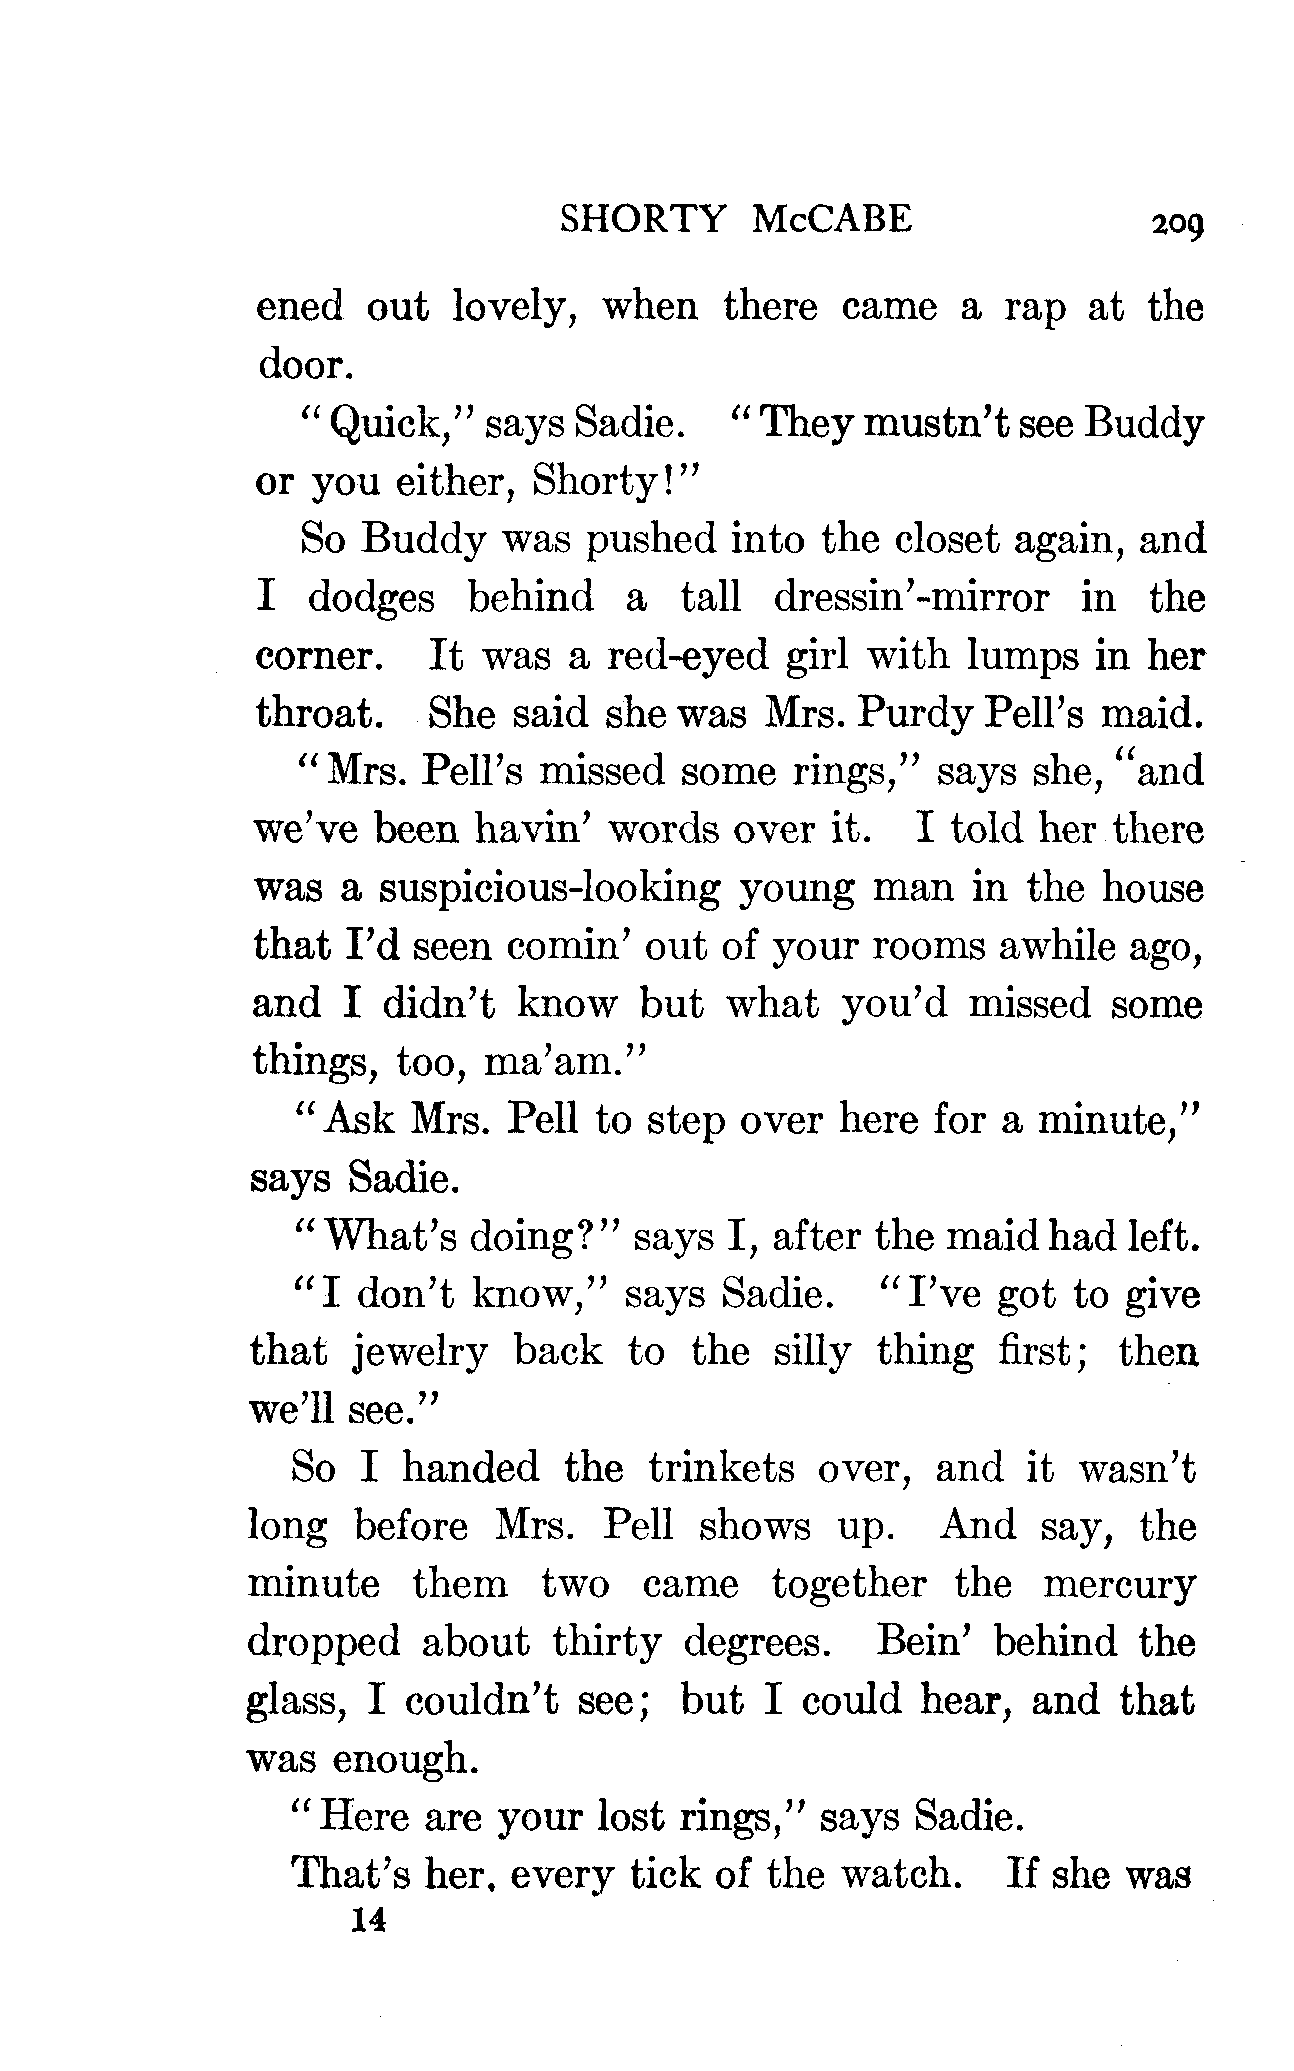 SHORTY McCABE 209
ened out lovely, when there came a rap at the
door.
"Quick," says Sadie. "They mustn't see Buddy
or you either, Shorty!"
So Buddy was pushed into the closet again, and
I dodges behind a tall dressin'-mirror in the
corner. It was a red-eyed girl with lumps in her
throat. She said she was Mrs. Purdy Pell's maid.
"Mrs. Pell's missed some rings," says she, "and
we've been havin' words over it. I told her there
was a suspicious-looking young man in the house
that I'd seen comin' out of your rooms awhile ago,
and I didn't know but what you'd missed some
things, too, ma'am."
"Ask Mrs. Pell to step over here for a minute,"
says Sadie.
"What's doing?" says I, after the maid had left.
"I don't know," says Sadie. "I've got to give
that jewelry back to the silly thing first; then
we'll see."
So I handed the trinkets over, and it wasn't
long before Mrs. Pell shows up. And say, the
minute them two came together the mercury
dropped about thirty degrees. Bein' behind the
glass, I couldn't see; but I could hear, and that
was enough.
"Here are your lost rings," says Sadie.
That's her, every tick of the watch. If she was
14